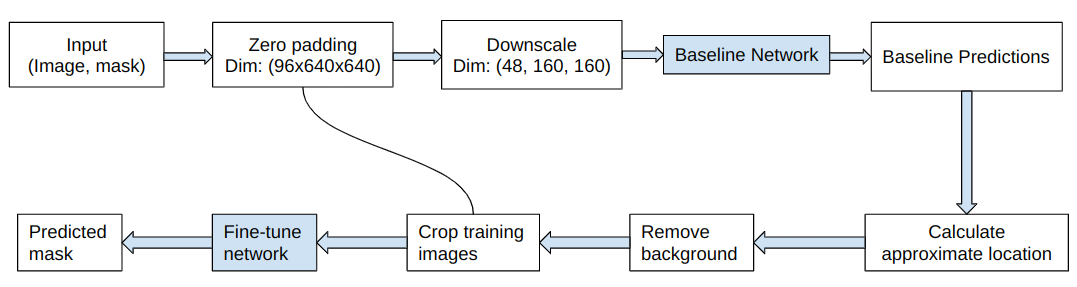 Input
(Image, mask)
Zero padding
Dim: (96x640x640)
Downscale
Dim: (48, 160, 160)
Baseline Network
Baseline Predictions
Predicted
mask
Fine-tune
network
Crop training
images
Remove
background
Calculate
approximate location